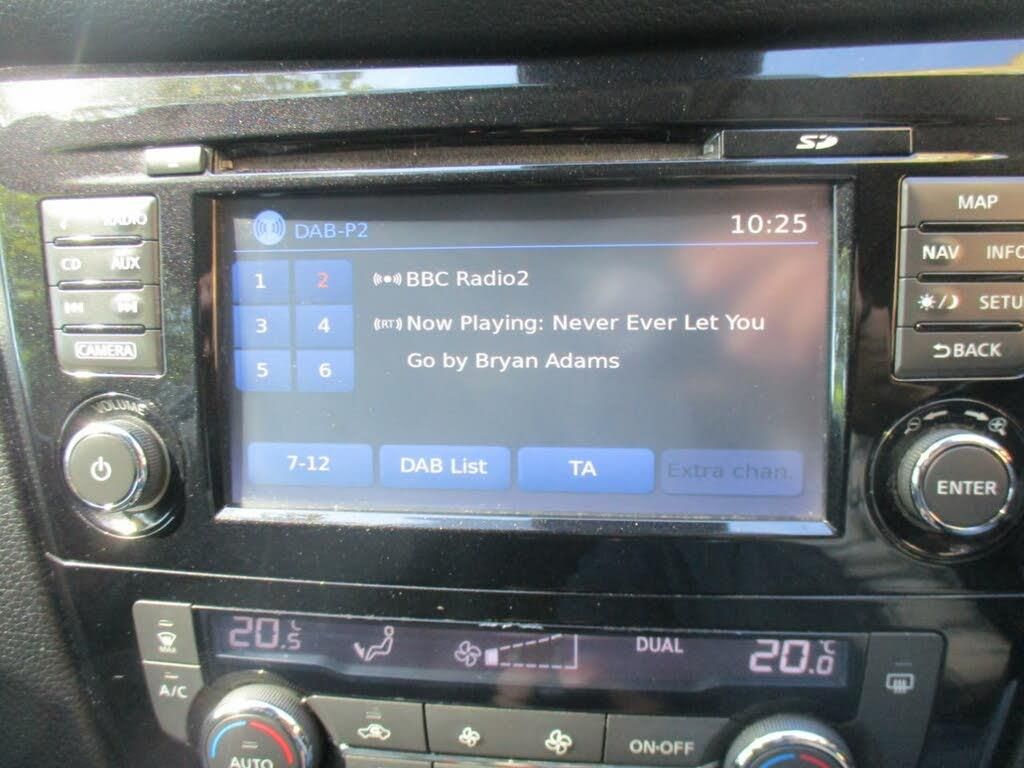 SD
RADIO
CD AUX
CAMERA
VOLUME
DAB-P2
10:25
1 2
3 4
5 6
BBC Radio2
(RT) Now Playing: Never Ever Let You
Go by Bryan Adams
7-12
DAB List
TA
Extra chan.
MAP
NAV INFO
SETU
BACK
ENTER
MAX
A/C
20.5 °C
DUAL
20.0 °C
AUTO
ON·OFF